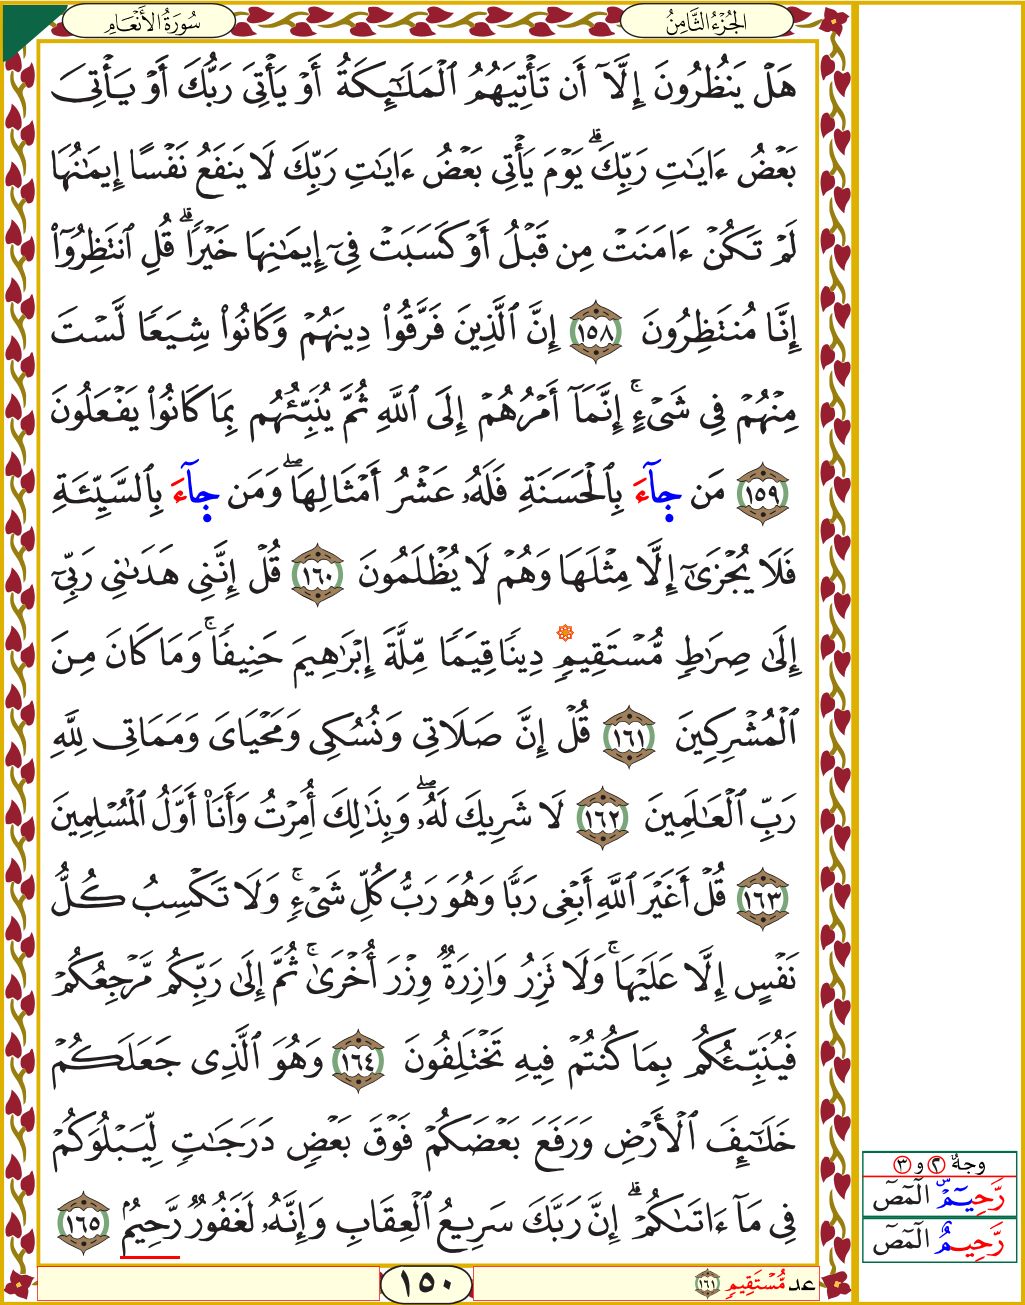 الجُزْءُ الثَّامِنُ
سُورَةُ الأَنْعَامِ
هَلْ يَنظُرُونَ إِلَّآ أَن تَأْتِيَهُمُ ٱلْمَلَٰٓئِكَةُ أَوْ يَأْتِىَ رَبُّكَ أَوْ يَأْتِىَ
بَعْضُ ءَايَٰتِ رَبِّكَ ۗ يَوْمَ يَأْتِى بَعْضُ ءَايَٰتِ رَبِّكَ لَا يَنفَعُ نَفْسًا إِيمَٰنُهَا
لَمْ تَكُنْ ءَامَنَتْ مِن قَبْلُ أَوْ كَسَبَتْ فِىٓ إِيمَٰنِهَا خَيْرًا ۗ قُلِ ٱنتَظِرُوٓا۟
إِنَّا مُنتَظِرُونَ ١٥٨ إِنَّ ٱلَّذِينَ فَرَّقُوا۟ دِينَهُمْ وَكَانُوا۟ شِيَعًا لَّسْتَ
مِنْهُمْ فِى شَىْءٍ ۚ إِنَّمَآ أَمْرُهُمْ إِلَى ٱللَّهِ ثُمَّ يُنَبِّئُهُم بِمَا كَانُوا۟ يَفْعَلُونَ
١٥٩ مَن جَآءَ بِٱلْحَسَنَةِ فَلَهُۥ عَشْرُ أَمْثَالِهَا ۖ وَمَن جَآءَ بِٱلسَّيِّئَةِ
فَلَا يُجْزَىٰٓ إِلَّا مِثْلَهَا وَهُمْ لَا يُظْلَمُونَ ١٦٠ قُلْ إِنَّنِى هَدَىٰنِى رَبِّىٓ
إِلَىٰ صِرَٰطٍ مُّسْتَقِيمٍ دِينًا قِيَمًا مِّلَّةَ إِبْرَٰهِيمَ حَنِيفًا ۚ وَمَا كَانَ مِنَ
ٱلْمُشْرِكِينَ ١٦١ قُلْ إِنَّ صَلَاتِى وَنُسُكِى وَمَحْيَاىَ وَمَمَاتِى لِلَّهِ
رَبِّ ٱلْعَٰلَمِينَ ١٦٢ لَا شَرِيكَ لَهُۥ ۖ وَبِذَٰلِكَ أُمِرْتُ وَأَنَا۠ أَوَّلُ ٱلْمُسْلِمِينَ
١٦٣ قُلْ أَغَيْرَ ٱللَّهِ أَبْغِى رَبًّا وَهُوَ رَبُّ كُلِّ شَىْءٍ ۚ وَلَا تَكْسِبُ كُلُّ
نَفْسٍ إِلَّا عَلَيْهَا ۚ وَلَا تَزِرُ وَازِرَةٌ وِزْرَ أُخْرَىٰ ۚ ثُمَّ إِلَىٰ رَبِّكُم مَّرْجِعُكُمْ
فَيُنَبِّئُكُم بِمَا كُنتُمْ فِيهِ تَخْتَلِفُونَ ١٦٤ وَهُوَ ٱلَّذِى جَعَلَكُمْ
خَلَٰٓئِفَ ٱلْأَرْضِ وَرَفَعَ بَعْضَكُمْ فَوْقَ بَعْضٍ دَرَجَٰتٍ لِّيَبْلُوَكُمْ
فِى مَآ ءَاتَىٰكُمْ ۗ إِنَّ رَبَّكَ سَرِيعُ ٱلْعِقَابِ وَإِنَّهُۥ لَغَفُورٌ رَّحِيمٌ ١٦٥
وجهٌ ٢ و ٣
رَّحِيمٌ الٓمٓصٓ
رَّحِيمٌ الٓمٓصٓ
عد مُّسْتَقِيمٍ ١٦١
١٥٠